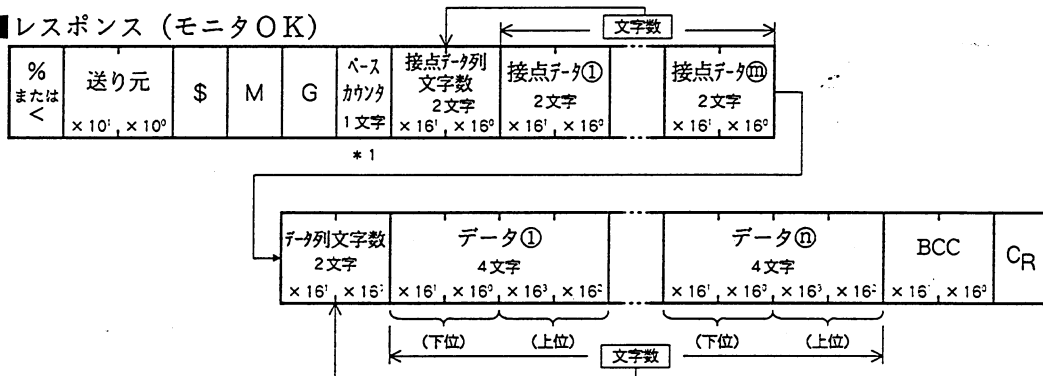 ■レスポンス (モニタOK)
文字数
%
または
<
送り元
×10¹ ×10⁰
$
M
G
ペース
カウンタ
1文字
接点データ列
文字数
2文字
×16¹ ×16⁰
接点データ①
2文字
×16¹ ×16⁰
接点データⓜ
2文字
×16¹ ×16⁰
*1
データ列文字数
2文字
×16¹
データ①
4文字
×16¹ ×16⁰ ×16³ ×16²
データⓝ
4文字
×16¹ ×16⁰ ×16³ ×16²
BCC
×16⁰
CR
(下位) (上位)
文字数
(下位) (上位)